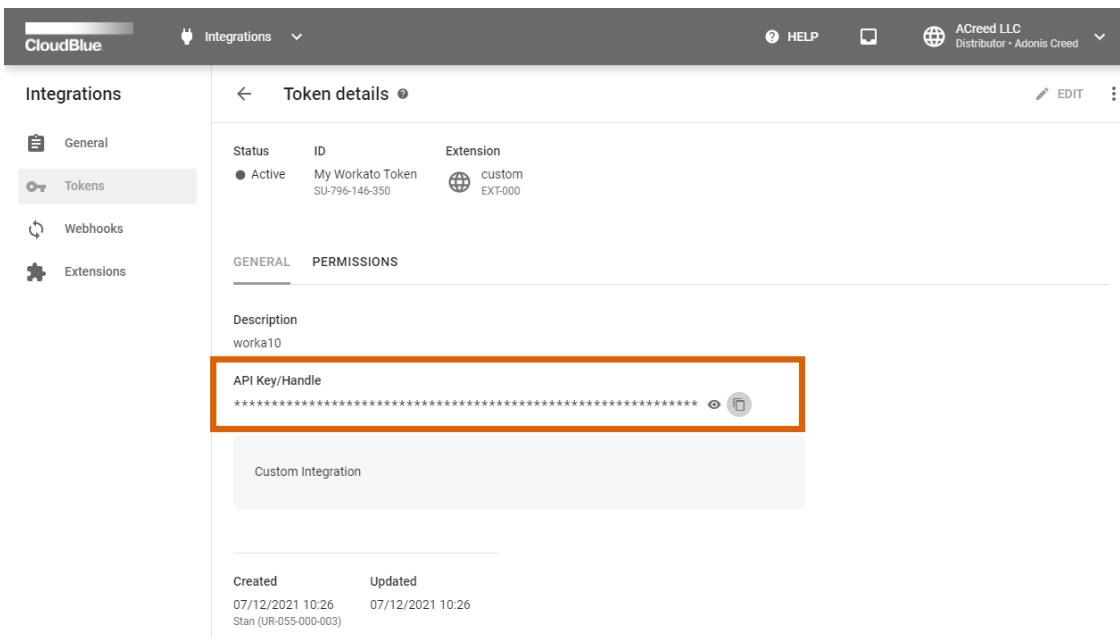 CloudBlue.
Integrations
HELP
ACreed LLC
Distributor • Adonis Creed
Integrations
General
Tokens
Webhooks
Extensions
Token details
EDIT
Status ID Extension
Active My Workato Token custom
SU-796-146-350 EXT-000
GENERAL PERMISSIONS
Description
worka10
API Key/Handle
**************************************************************
Custom Integration
Created Updated
07/12/2021 10:26 07/12/2021 10:26
Stan (UR-055-000-003)